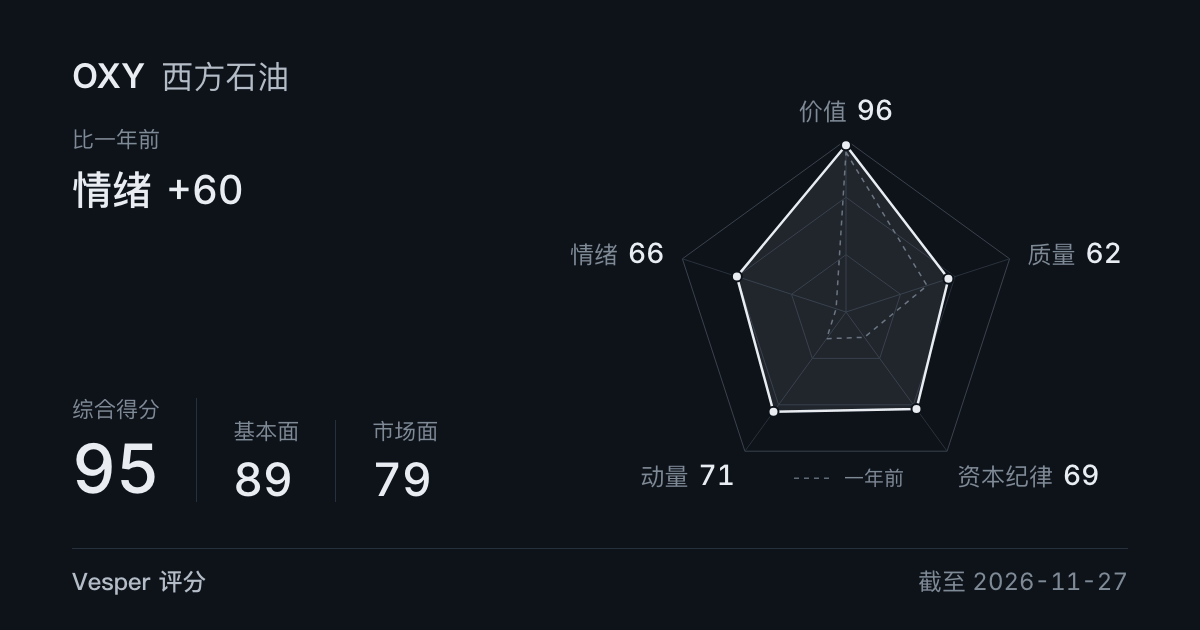 OXY 西方石油
比一年前
情绪 +60
价值 96
情绪 66
质量 62
综合得分
95
基本面
89
市场面
79
动量 71
一年前
资本纪律 69
Vesper 评分
截至 2026-11-27